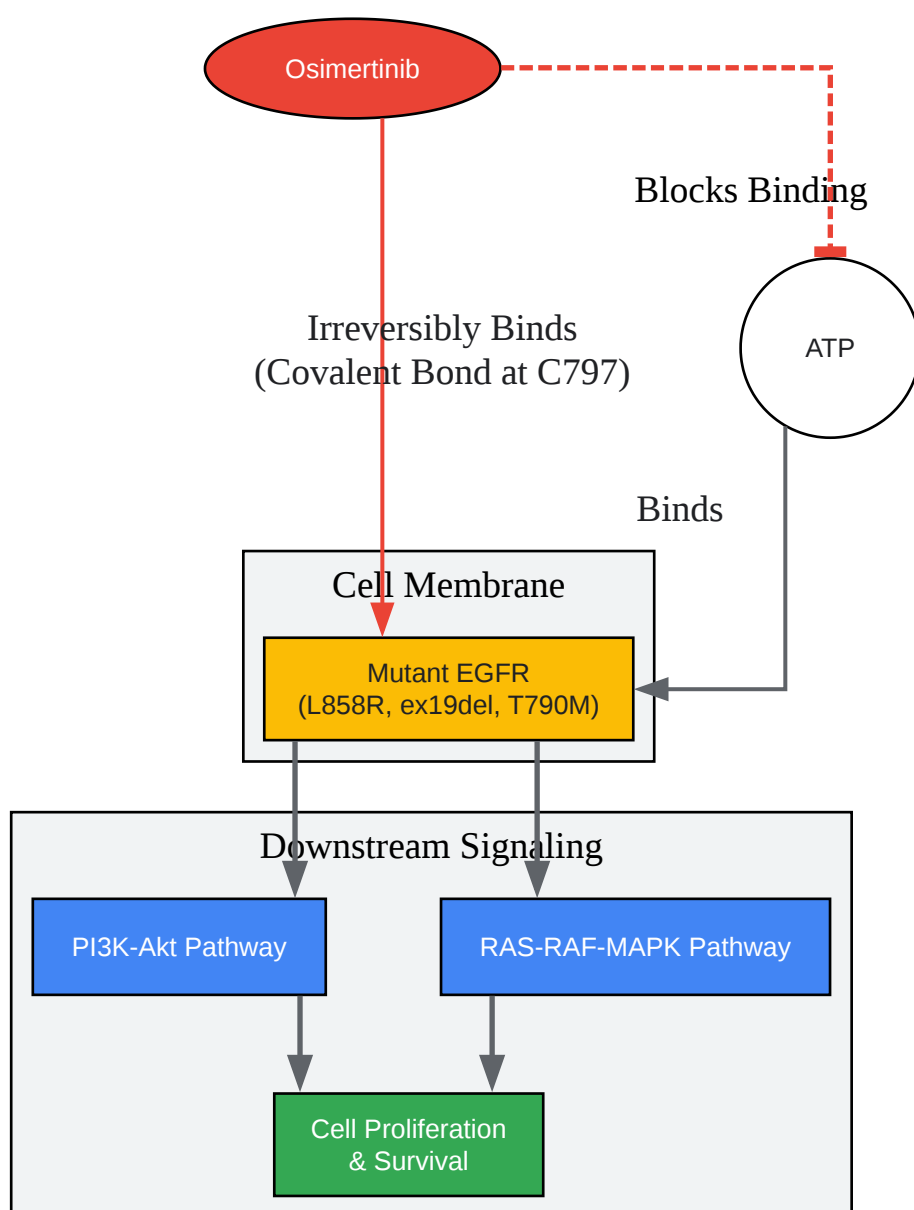 Osimertinib
Blocks Binding
Irreversibly Binds
(Covalent Bond at C797)
ATP
Binds
Cell Membrane
Mutant EGFR
(L858R, ex19del, T790M)
Downstream Signaling
PI3K-Akt Pathway
RAS-RAF-MAPK Pathway
Cell Proliferation
& Survival